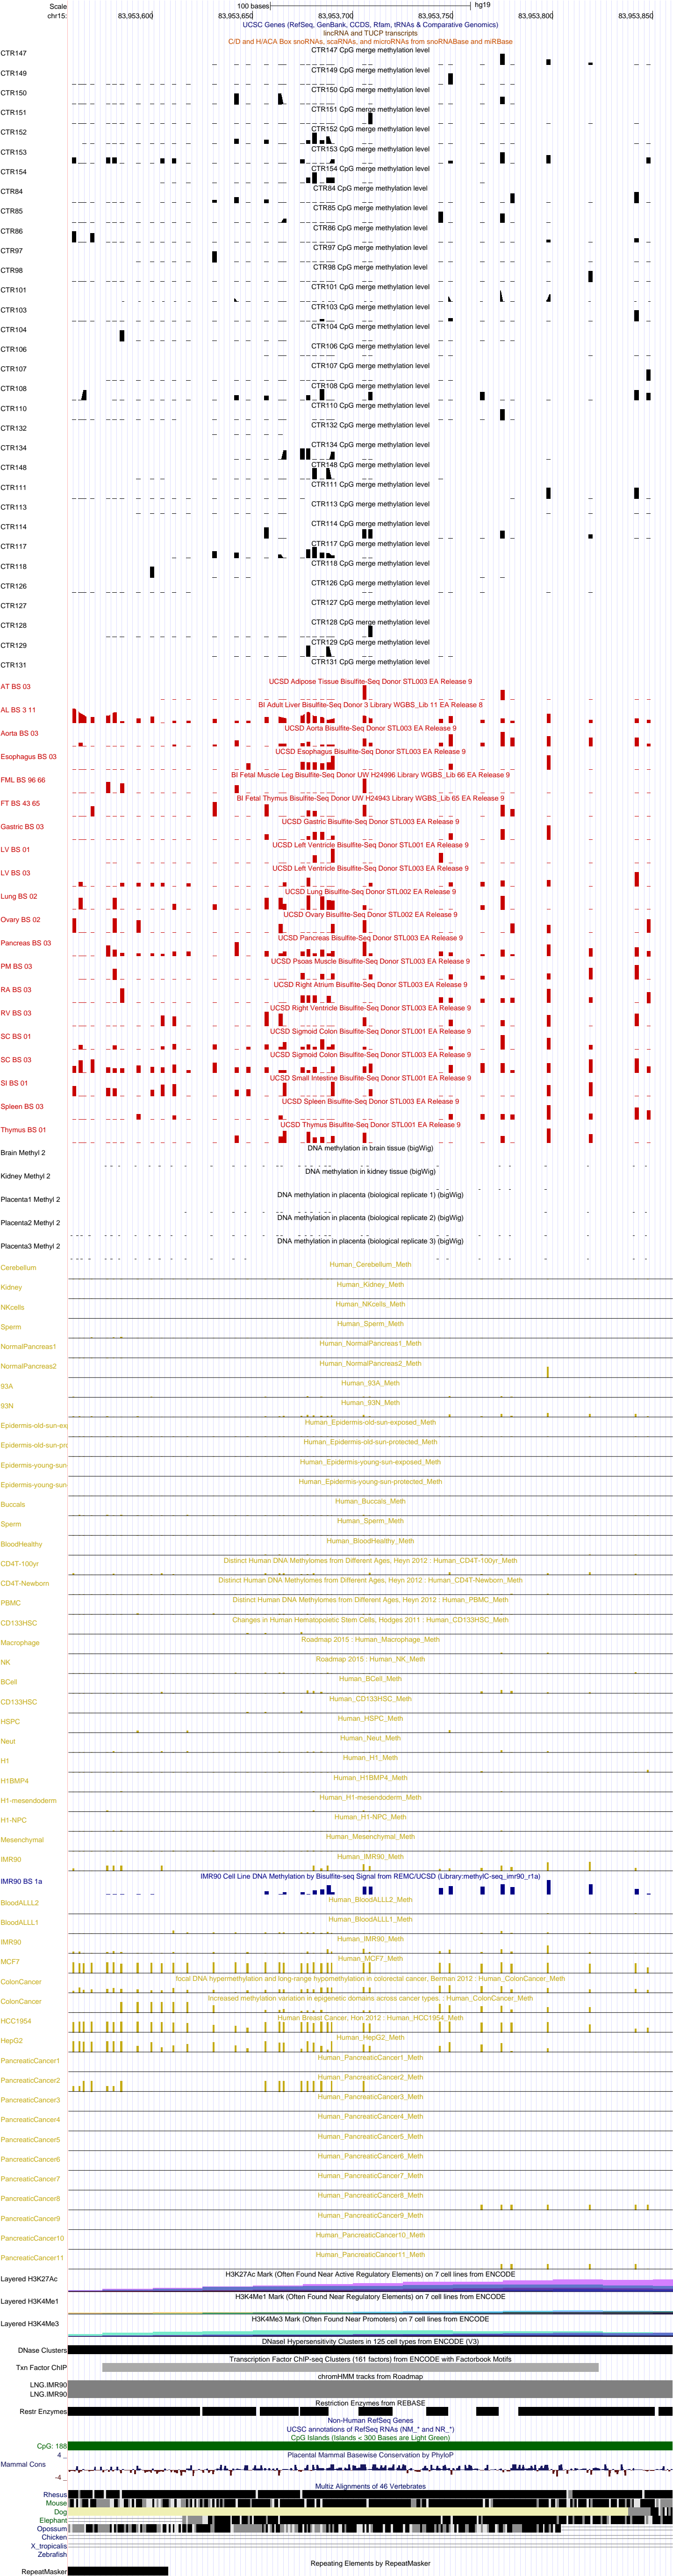 Scale 100 bases hg19
chr15: 83,953,600 83,953,650 83,953,700 83,953,750 83,953,800 83,953,850
UCSC Genes (RefSeq, GenBank, CCDS, Rfam, tRNAs & Comparative Genomics)
lincRNA and TUCP transcripts
C/D and H/ACA Box snoRNAs, scaRNAs, and microRNAs from snoRNABase and miRBase
CTR147 CpG merge methylation level
CTR147
CTR149 CpG merge methylation level
CTR149
CTR150 CpG merge methylation level
CTR150
CTR151 CpG merge methylation level
CTR151
CTR152 CpG merge methylation level
CTR152
CTR153 CpG merge methylation level
CTR153
CTR154 CpG merge methylation level
CTR154
CTR84 CpG merge methylation level
CTR84
CTR85 CpG merge methylation level
CTR85
CTR86 CpG merge methylation level
CTR86
CTR97 CpG merge methylation level
CTR97
CTR98 CpG merge methylation level
CTR98
CTR101 CpG merge methylation level
CTR101
CTR103 CpG merge methylation level
CTR103
CTR104 CpG merge methylation level
CTR104
CTR106 CpG merge methylation level
CTR106
CTR107 CpG merge methylation level
CTR107
CTR108 CpG merge methylation level
CTR108
CTR110 CpG merge methylation level
CTR110
CTR132 CpG merge methylation level
CTR132
CTR134 CpG merge methylation level
CTR134
CTR148 CpG merge methylation level
CTR148
CTR111 CpG merge methylation level
CTR111
CTR113 CpG merge methylation level
CTR113
CTR114 CpG merge methylation level
CTR114
CTR117 CpG merge methylation level
CTR117
CTR118 CpG merge methylation level
CTR118
CTR126 CpG merge methylation level
CTR126
CTR127 CpG merge methylation level
CTR127
CTR128 CpG merge methylation level
CTR128
CTR129 CpG merge methylation level
CTR129
CTR131 CpG merge methylation level
CTR131
UCSD Adipose Tissue Bisulfite-Seq Donor STL003 EA Release 9
AT BS 03
BI Adult Liver Bisulfite-Seq Donor 3 Library WGBS_Lib 11 EA Release 8
AL BS 3 11
UCSD Aorta Bisulfite-Seq Donor STL003 EA Release 9
Aorta BS 03
UCSD Esophagus Bisulfite-Seq Donor STL003 EA Release 9
Esophagus BS 03
BI Fetal Muscle Leg Bisulfite-Seq Donor UW H24996 Library WGBS_Lib 66 EA Release 9
FML BS 96 66
BI Fetal Thymus Bisulfite-Seq Donor UW H24943 Library WGBS_Lib 65 EA Release 9
FT BS 43 65
UCSD Gastric Bisulfite-Seq Donor STL003 EA Release 9
Gastric BS 03
UCSD Left Ventricle Bisulfite-Seq Donor STL001 EA Release 9
LV BS 01
UCSD Left Ventricle Bisulfite-Seq Donor STL003 EA Release 9
LV BS 03
UCSD Lung Bisulfite-Seq Donor STL002 EA Release 9
Lung BS 02
UCSD Ovary Bisulfite-Seq Donor STL002 EA Release 9
Ovary BS 02
UCSD Pancreas Bisulfite-Seq Donor STL003 EA Release 9
Pancreas BS 03
UCSD Psoas Muscle Bisulfite-Seq Donor STL003 EA Release 9
PM BS 03
UCSD Right Atrium Bisulfite-Seq Donor STL003 EA Release 9
RA BS 03
UCSD Right Ventricle Bisulfite-Seq Donor STL003 EA Release 9
RV BS 03
UCSD Sigmoid Colon Bisulfite-Seq Donor STL001 EA Release 9
SC BS 01
UCSD Sigmoid Colon Bisulfite-Seq Donor STL003 EA Release 9
SC BS 03
UCSD Small Intestine Bisulfite-Seq Donor STL001 EA Release 9
SI BS 01
UCSD Spleen Bisulfite-Seq Donor STL003 EA Release 9
Spleen BS 03
UCSD Thymus Bisulfite-Seq Donor STL001 EA Release 9
Thymus BS 01
DNA methylation in brain tissue (bigWig)
Brain Methyl 2
DNA methylation in kidney tissue (bigWig)
Kidney Methyl 2
DNA methylation in placenta (biological replicate 1) (bigWig)
Placenta1 Methyl 2
DNA methylation in placenta (biological replicate 2) (bigWig)
Placenta2 Methyl 2
DNA methylation in placenta (biological replicate 3) (bigWig)
Placenta3 Methyl 2
Human_Cerebellum_Meth
Cerebellum
Human_Kidney_Meth
Kidney
Human_NKcells_Meth
NKcells
Human_Sperm_Meth
Sperm
Human_NormalPancreas1_Meth
NormalPancreas1
Human_NormalPancreas2_Meth
NormalPancreas2
Human_93A_Meth
93A
Human_93N_Meth
93N
Human_Epidermis-old-sun-exposed_Meth
Epidermis-old-sun-ex
Human_Epidermis-old-sun-protected_Meth
Epidermis-old-sun-pr
Human_Epidermis-young-sun-exposed_Meth
Epidermis-young-sun
Human_Epidermis-young-sun-protected_Meth
Epidermis-young-sun
Human_Buccals_Meth
Buccals
Human_Sperm_Meth
Sperm
Human_BloodHealthy_Meth
BloodHealthy
Distinct Human DNA Methylomes from Different Ages, Heyn 2012 : Human_CD4T-100yr_Meth
CD4T-100yr
Distinct Human DNA Methylomes from Different Ages, Heyn 2012 : Human_CD4T-Newborn_Meth
CD4T-Newborn
Distinct Human DNA Methylomes from Different Ages, Heyn 2012 : Human_PBMC_Meth
PBMC
Changes in Human Hematopoietic Stem Cells, Hodges 2011 : Human_CD133HSC_Meth
CD133HSC
Roadmap 2015 : Human_Macrophage_Meth
Macrophage
Roadmap 2015 : Human_NK_Meth
NK
Human_BCell_Meth
BCell
Human_CD133HSC_Meth
CD133HSC
Human_HSPC_Meth
HSPC
Human_Neut_Meth
Neut
Human_H1_Meth
H1
Human_H1BMP4_Meth
H1BMP4
Human_H1-mesendoderm_Meth
H1-mesendoderm
Human_H1-NPC_Meth
H1-NPC
Human_Mesenchymal_Meth
Mesenchymal
Human_IMR90_Meth
IMR90
IMR90 Cell Line DNA Methylation by Bisulfite-seq Signal from REMC/UCSD (Library:methylC-seq_imr90_r1a)
IMR90 BS 1a
Human_BloodALLL2_Meth
BloodALLL2
Human_BloodALLL1_Meth
BloodALLL1
Human_IMR90_Meth
IMR90
Human_MCF7_Meth
MCF7
focal DNA hypermethylation and long-range hypomethylation in colorectal cancer, Berman 2012 : Human_ColonCancer_Meth
ColonCancer
Increased methylation variation in epigenetic domains across cancer types. : Human_ColonCancer_Meth
ColonCancer
Human Breast Cancer, Hon 2012 : Human_HCC1954_Meth
HCC1954
Human_HepG2_Meth
HepG2
Human_PancreaticCancer1_Meth
PancreaticCancer1
Human_PancreaticCancer2_Meth
PancreaticCancer2
Human_PancreaticCancer3_Meth
PancreaticCancer3
Human_PancreaticCancer4_Meth
PancreaticCancer4
Human_PancreaticCancer5_Meth
PancreaticCancer5
Human_PancreaticCancer6_Meth
PancreaticCancer6
Human_PancreaticCancer7_Meth
PancreaticCancer7
Human_PancreaticCancer8_Meth
PancreaticCancer8
Human_PancreaticCancer9_Meth
PancreaticCancer9
Human_PancreaticCancer10_Meth
PancreaticCancer10
Human_PancreaticCancer11_Meth
PancreaticCancer11
H3K27Ac Mark (Often Found Near Active Regulatory Elements) on 7 cell lines from ENCODE
Layered H3K27Ac
H3K4Me1 Mark (Often Found Near Regulatory Elements) on 7 cell lines from ENCODE
Layered H3K4Me1
H3K4Me3 Mark (Often Found Near Promoters) on 7 cell lines from ENCODE
Layered H3K4Me3
DNaseI Hypersensitivity Clusters in 125 cell types from ENCODE (V3)
DNase Clusters
Transcription Factor ChIP-seq Clusters (161 factors) from ENCODE with Factorbook Motifs
Txn Factor ChIP
chromHMM tracks from Roadmap
LNG.IMR90
LNG.IMR90
Restriction Enzymes from REBASE
Restr Enzymes
Non-Human RefSeq Genes
UCSC annotations of RefSeq RNAs (NM_* and NR_*)
CpG Islands (Islands < 300 Bases are Light Green)
CpG: 188
Placental Mammal Basewise Conservation by PhyloP
4 _
Mammal Cons
-4 _
Multiz Alignments of 46 Vertebrates
Rhesus
Mouse
Dog
Elephant
Opossum
Chicken
X_tropicalis
Zebrafish
Repeating Elements by RepeatMasker
RepeatMasker